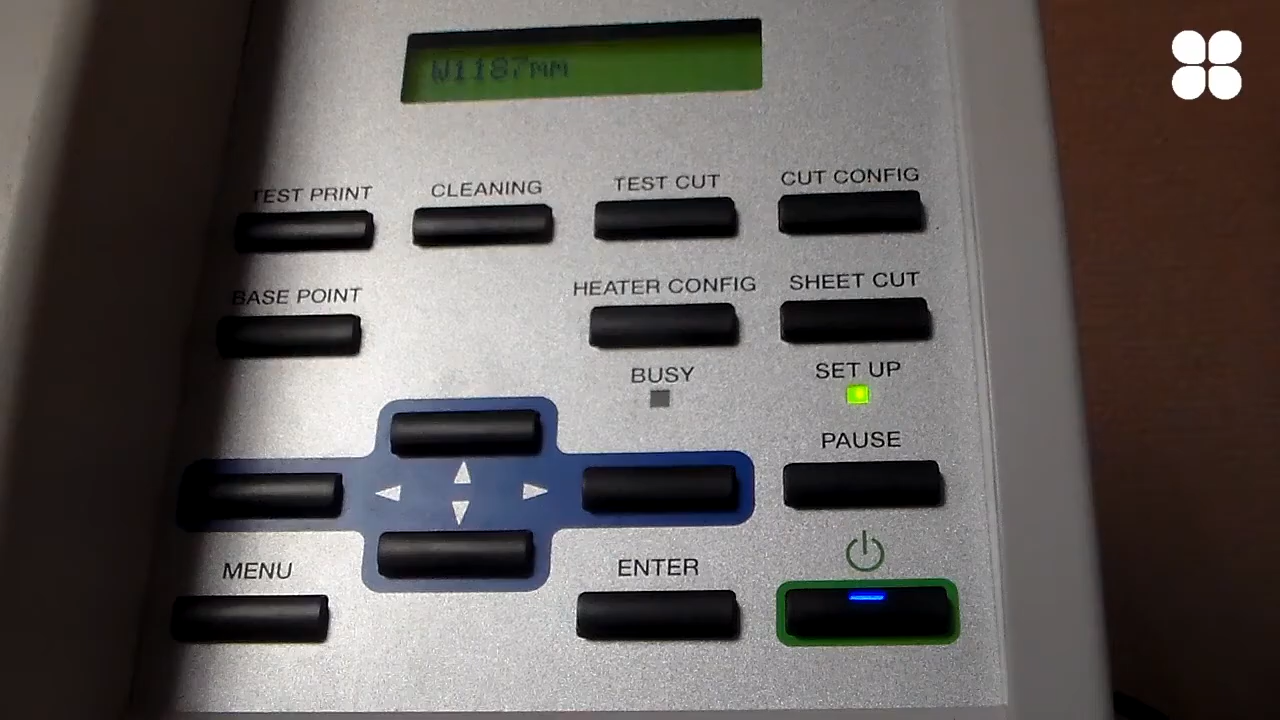 W1187mm
TEST PRINT
CLEANING
TEST CUT
CUT CONFIG
BASE POINT
HEATER CONFIG
SHEET CUT
BUSY
SET UP
PAUSE
MENU
ENTER